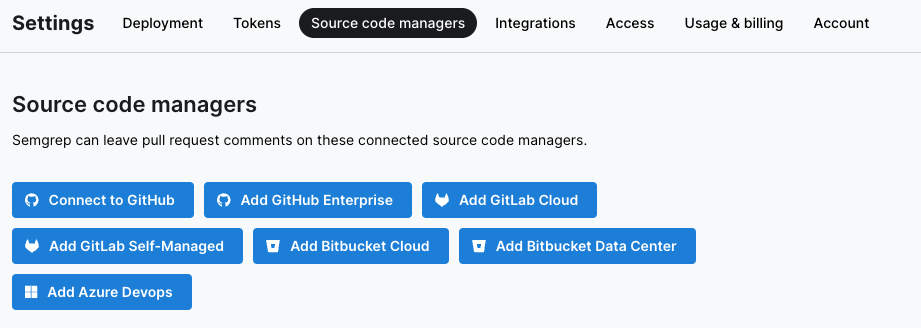 Settings Deployment Tokens Source code managers Integrations Access Usage & billing Account
Source code managers
Semgrep can leave pull request comments on these connected source code managers.
Connect to GitHub Add GitHub Enterprise Add GitLab Cloud
Add GitLab Self-Managed Add Bitbucket Cloud Add Bitbucket Data Center
Add Azure Devops